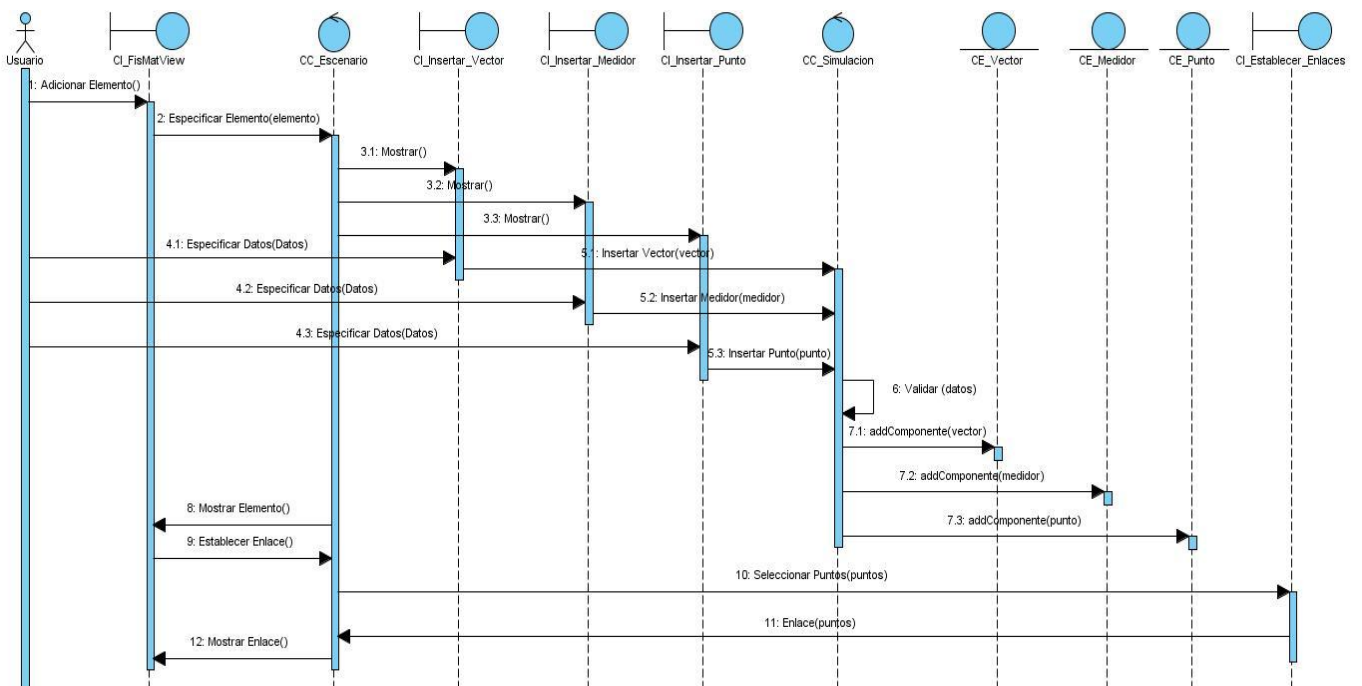 Usuario
CI_FisMatView
CC_Escenario
CI_Insertar_Vector
CI_Insertar_Medidor
CI_Insertar_Punto
CC_Simulacion
CE_Vector
CE_Medidor
CE_Punto
CI_Establecer_Enlaces
1: Adicionar Elemento()
2: Especificar Elemento(elemento)
3.1: Mostrar()
3.2: Mostrar()
3.3: Mostrar()
4.1: Especificar Datos(Datos)
5.1: Insertar Vector(vector)
4.2: Especificar Datos(Datos)
5.2: Insertar Medidor(medidor)
4.3: Especificar Datos(Datos)
5.3: Insertar Punto(punto)
6: Validar (datos)
7.1: addComponente(vector)
7.2: addComponente(medidor)
8: Mostrar Elemento()
7.3: addComponente(punto)
9: Establecer Enlace()
10: Seleccionar Puntos(puntos)
11: Enlace(puntos)
12: Mostrar Enlace()